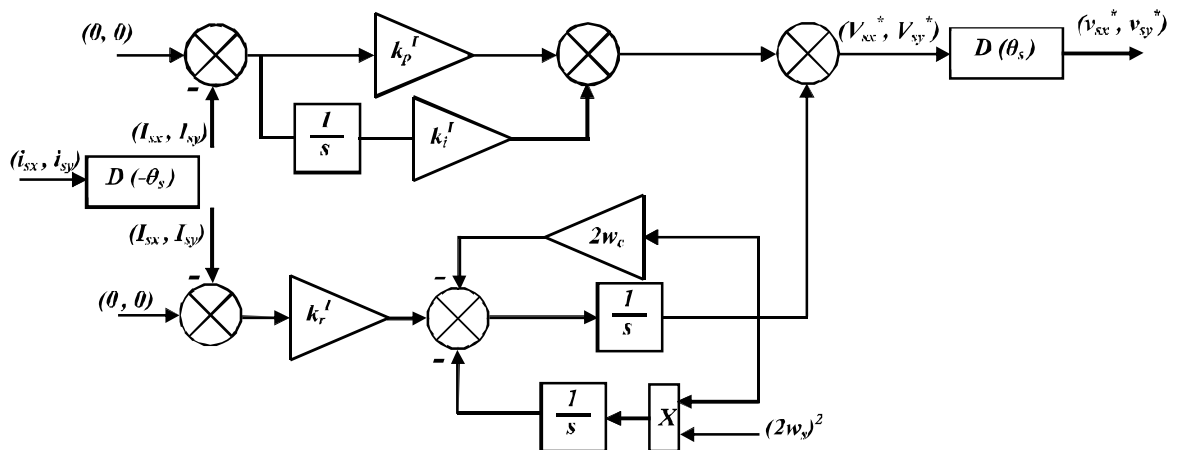 (0, 0)
-
k_p^I
(V_sx^*, V_sy^*)
D (θ_s)
(v_sx^*, v_sy^*)
1/s
k_i^I
(I_sx, I_sy)
(i_sx, i_sy)
D (-θ_s)
(I_sx, I_sy)
-
(0, 0)
k_r^I
2w_c
-
1/s
-
1/s
X
(2w_s)^2